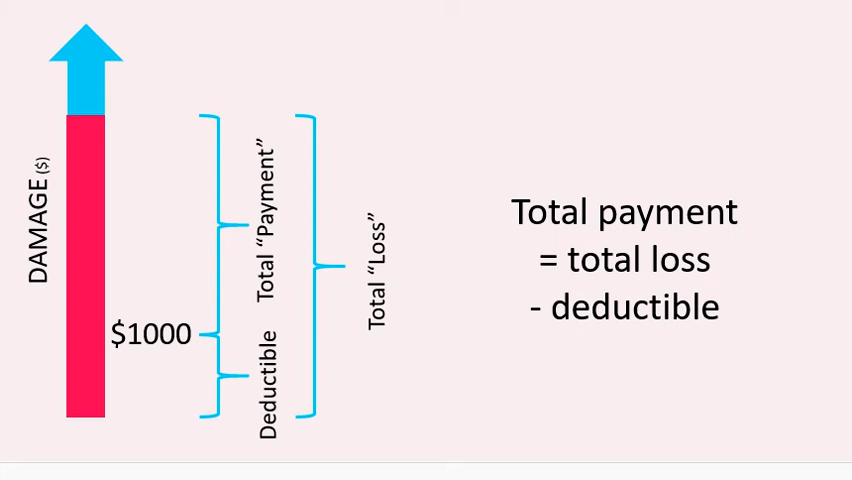 DAMAGE ($)
$1000
Total “Payment”
Deductible
Total “Loss”
Total payment
= total loss
- deductible